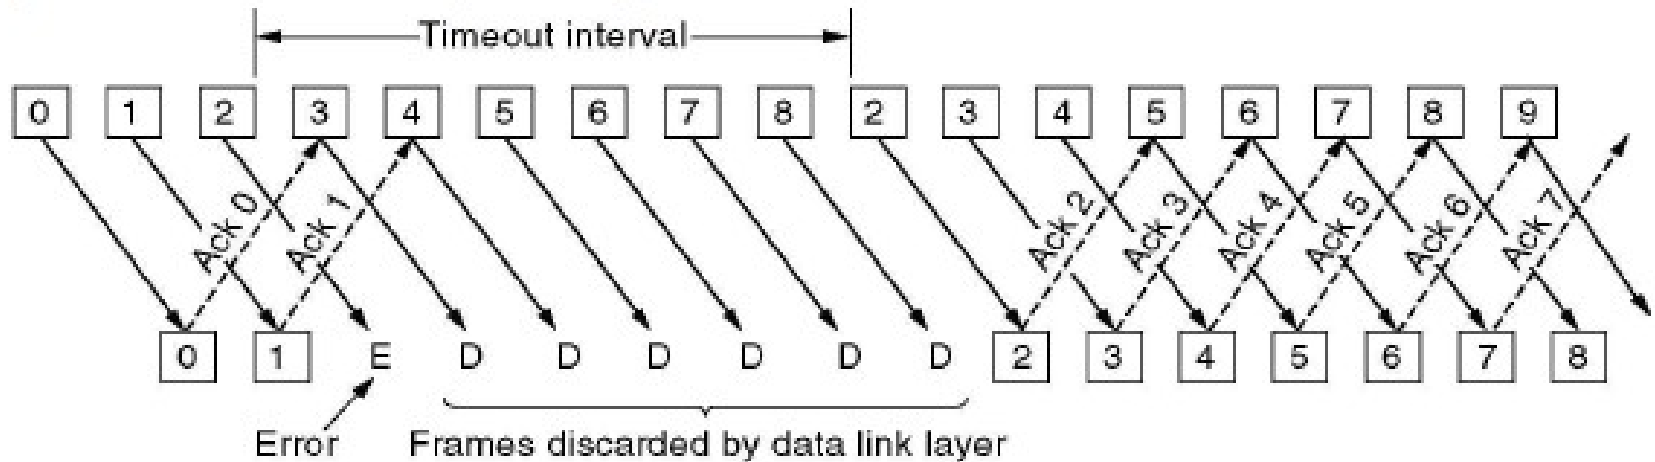 Timeout interval
0 1 2 3 4 5 6 7 8 2 3 4 5 6 7 8 9
Ack 0 Ack 1 Ack 2 Ack 3 Ack 4 Ack 5 Ack 6 Ack 7
0 1 E D D D D D D 2 3 4 5 6 7 8
Error Frames discarded by data link layer